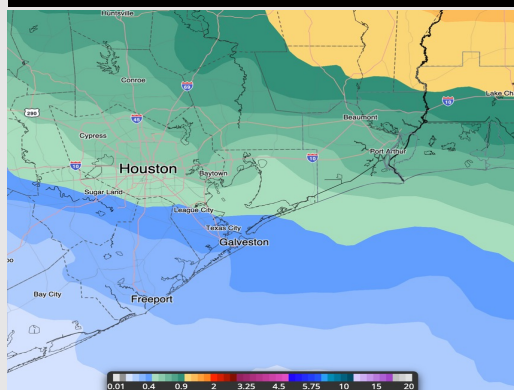 Huntsville
Conroe
69
45
Lake Ch
10
Beaumont
290
Cypress
Port Arthur
10
10
Houston
Baytown
Sugar Land
League City
Texas City
Galveston
Bay City
Freeport
0.01 0.4 0.9 2 3.25 4.5 5.75 10 15 20